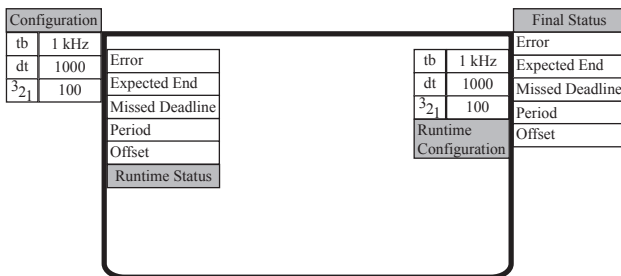 Configuration
tb 1 kHz
dt 1000
321 100
Error
Expected End
Missed Deadline
Period
Offset
Runtime Status
tb 1 kHz
dt 1000
321 100
Runtime
Configuration
Final Status
Error
Expected End
Missed Deadline
Period
Offset